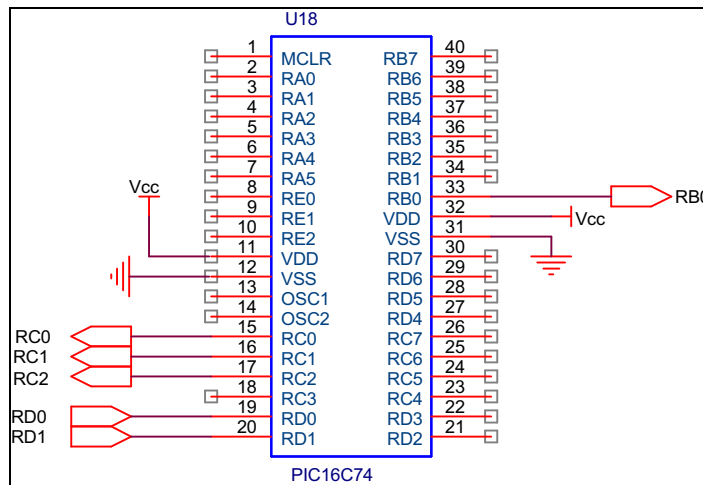 U18
1 MCLR RB7 40
2 RA0 RB6 39
3 RA1 RB5 38
4 RA2 RB4 37
5 RA3 RB3 36
6 RA4 RB2 35
7 RA5 RB1 34
Vcc 8 RE0 RB0 33 RB0
9 RE1 VDD 32 Vcc
10 RE2 VSS 31
11 VDD RD7 30
12 VSS RD6 29
13 OSC1 RD5 28
14 OSC2 RD4 27
RC0 15 RC0 RC7 26
RC1 16 RC1 RC6 25
RC2 17 RC2 RC5 24
18 RC3 RC4 23
RD0 19 RD0 RD3 22
RD1 20 RD1 RD2 21
PIC16C74